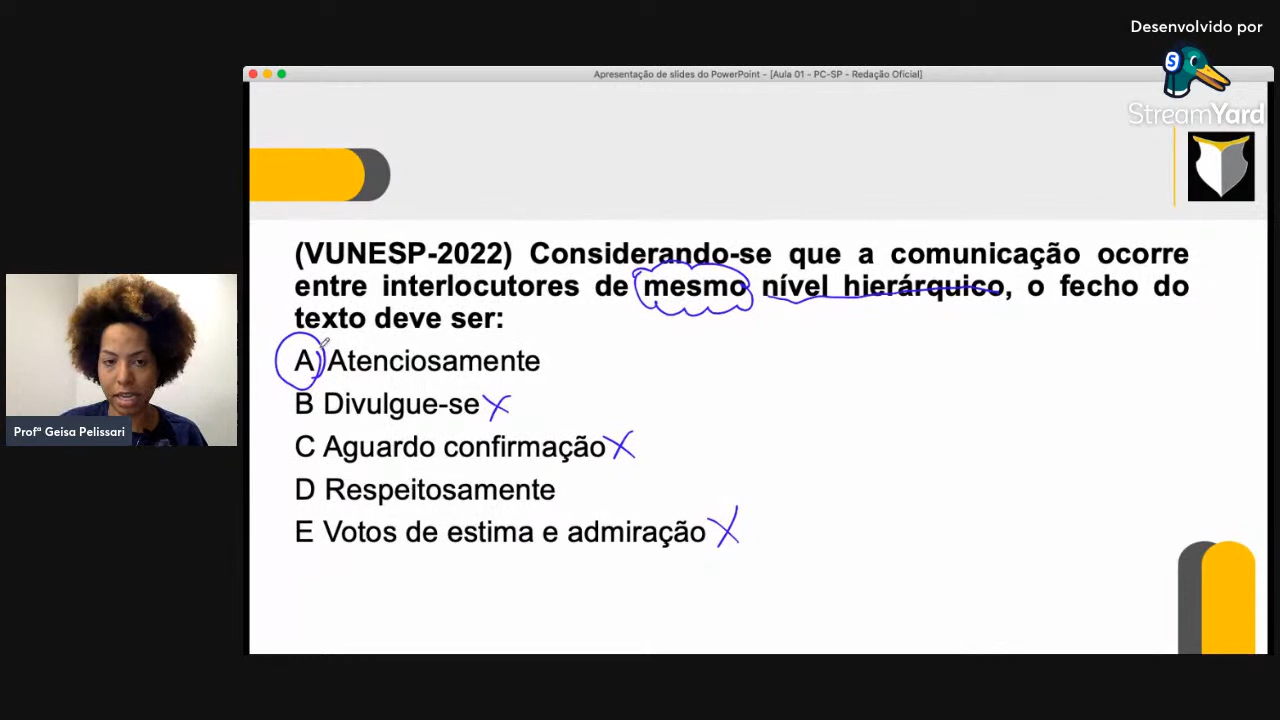 Desenvolvido por
S
StreamYard
Apresentação de slides do PowerPoint - [Aula 01 - PC-SP - Redação Oficial]
(VUNESP-2022) Considerando-se que a comunicação ocorre
entre interlocutores de mesmo nível hierárquico, o fecho do
texto deve ser:
A) Atenciosamente
B Divulgue-se X
C Aguardo confirmação X
D Respeitosamente
E Votos de estima e admiração X
Profª Geisa Pelissari